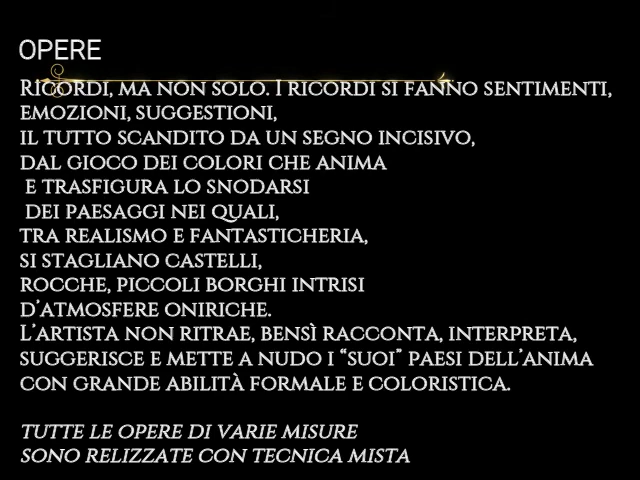 OPERE
Ricordi, ma non solo. I ricordi si fanno sentimenti,
emozioni, suggestioni,
il tutto scandito da un segno incisivo,
dal gioco dei colori che anima
e trasfigura lo snodarsi
dei paesaggi nei quali,
tra realismo e fantasticheria,
si stagliano castelli,
rocche, piccoli borghi intrisi
d’atmosfere oniriche.
L’artista non ritrae, bensì racconta, interpreta,
suggerisce e mette a nudo i “suoi” paesi dell’anima
con grande abilità formale e coloristica.
tutte le opere di varie misure
sono relizzate con tecnica mista